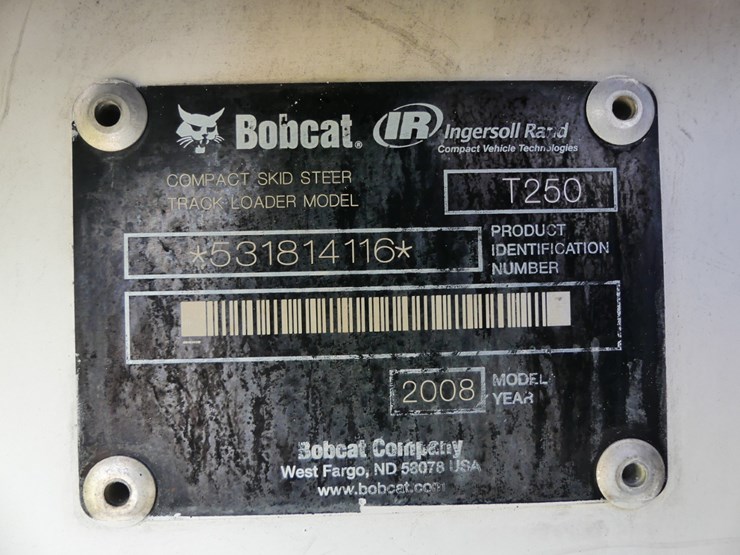 Bobcat®
IR Ingersoll Rand
Compact Vehicle Technologies
COMPACT SKID STEER
TRACK LOADER MODEL
T250
*531814116*
PRODUCT
IDENTIFICATION
NUMBER
2008
MODEL
YEAR
Bobcat Company
West Fargo, ND 58078 USA
www.bobcat.com